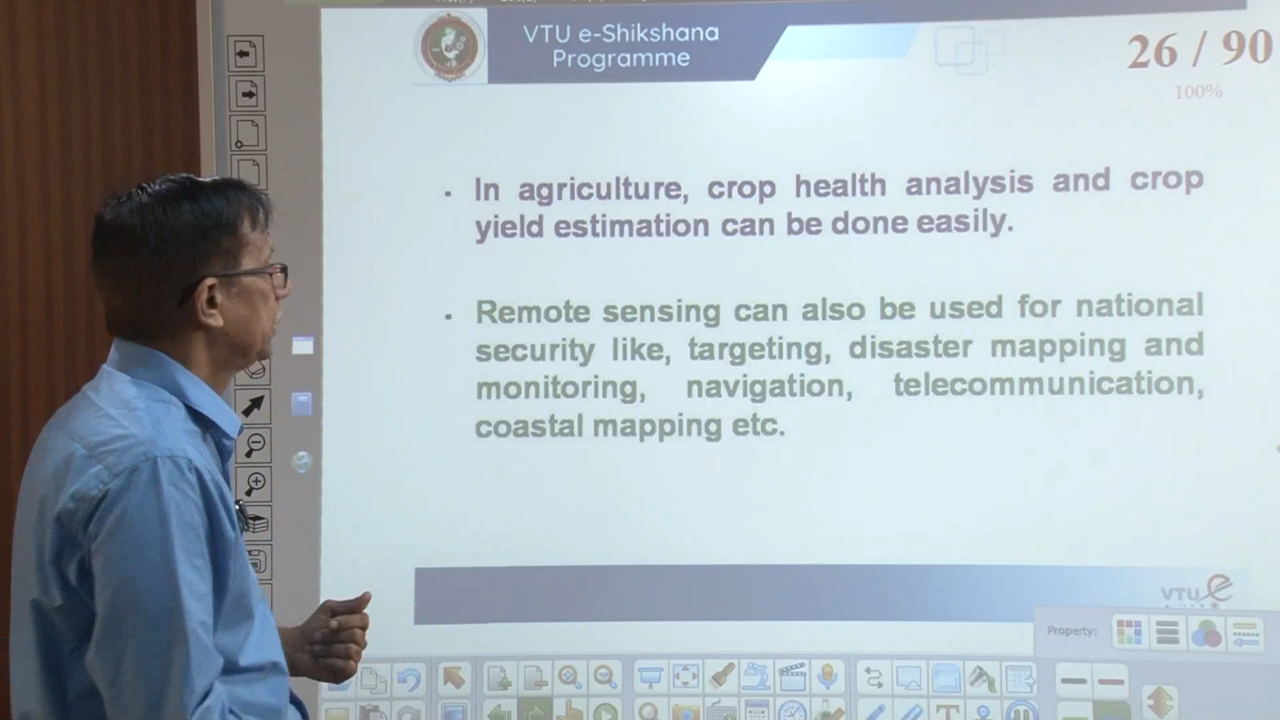 VTU e-Shikshana
Programme
26 / 90
100%
. In agriculture, crop health analysis and crop
yield estimation can be done easily.
. Remote sensing can also be used for national
security like, targeting, disaster mapping and
monitoring, navigation, telecommunication,
coastal mapping etc.
VTU e
Property: